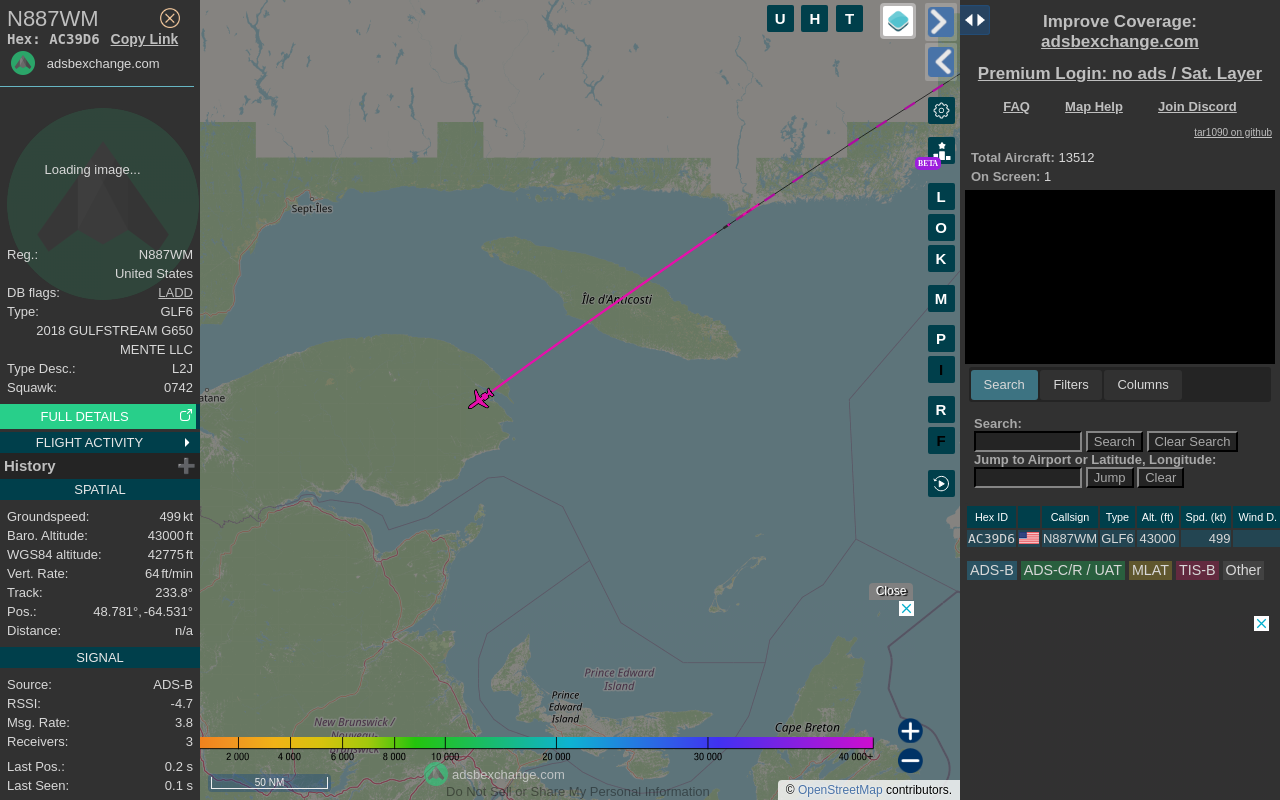 N887WM
Hex: AC39D6 Copy Link
adsbexchange.com
Loading image...
Reg.: N887WM
United States
DB flags: LADD
Type: GLF6
2018 GULFSTREAM G650
MENTE LLC
Type Desc.: L2J
Squawk: 0742
FULL DETAILS
FLIGHT ACTIVITY
History
SPATIAL
Groundspeed: 499 kt
Baro. Altitude: 43000 ft
WGS84 altitude: 42775 ft
Vert. Rate: 64 ft/min
Track: 233.8°
Pos.: 48.781°, -64.531°
Distance: n/a
SIGNAL
Source: ADS-B
RSSI: -4.7
Msg. Rate: 3.8
Receivers: 3
Last Pos.: 0.2 s
Last Seen: 0.1 s
U H T
BETA
L
O
K
M
P
I
R
F
Sept-Îles
Île d'Anticosti
atane
Close
Prince Edward
Island
Prince
Edward
Island
New Brunswick /
Nouveau-
Brunswick
Cape Breton
2 000 4 000 6 000 8 000 10 000 20 000 30 000 40 000+
50 NM
adsbexchange.com
Do Not Sell or Share My Personal Information
© OpenStreetMap contributors.
Improve Coverage:
adsbexchange.com
Premium Login: no ads / Sat. Layer
FAQ Map Help Join Discord
tar1090 on github
Total Aircraft: 13512
On Screen: 1
Search Filters Columns
Search:
Search Clear Search
Jump to Airport or Latitude, Longitude:
Jump Clear
Hex ID Callsign Type Alt. (ft) Spd. (kt) Wind D.
AC39D6 N887WM GLF6 43000 499
ADS-B ADS-C/R / UAT MLAT TIS-B Other